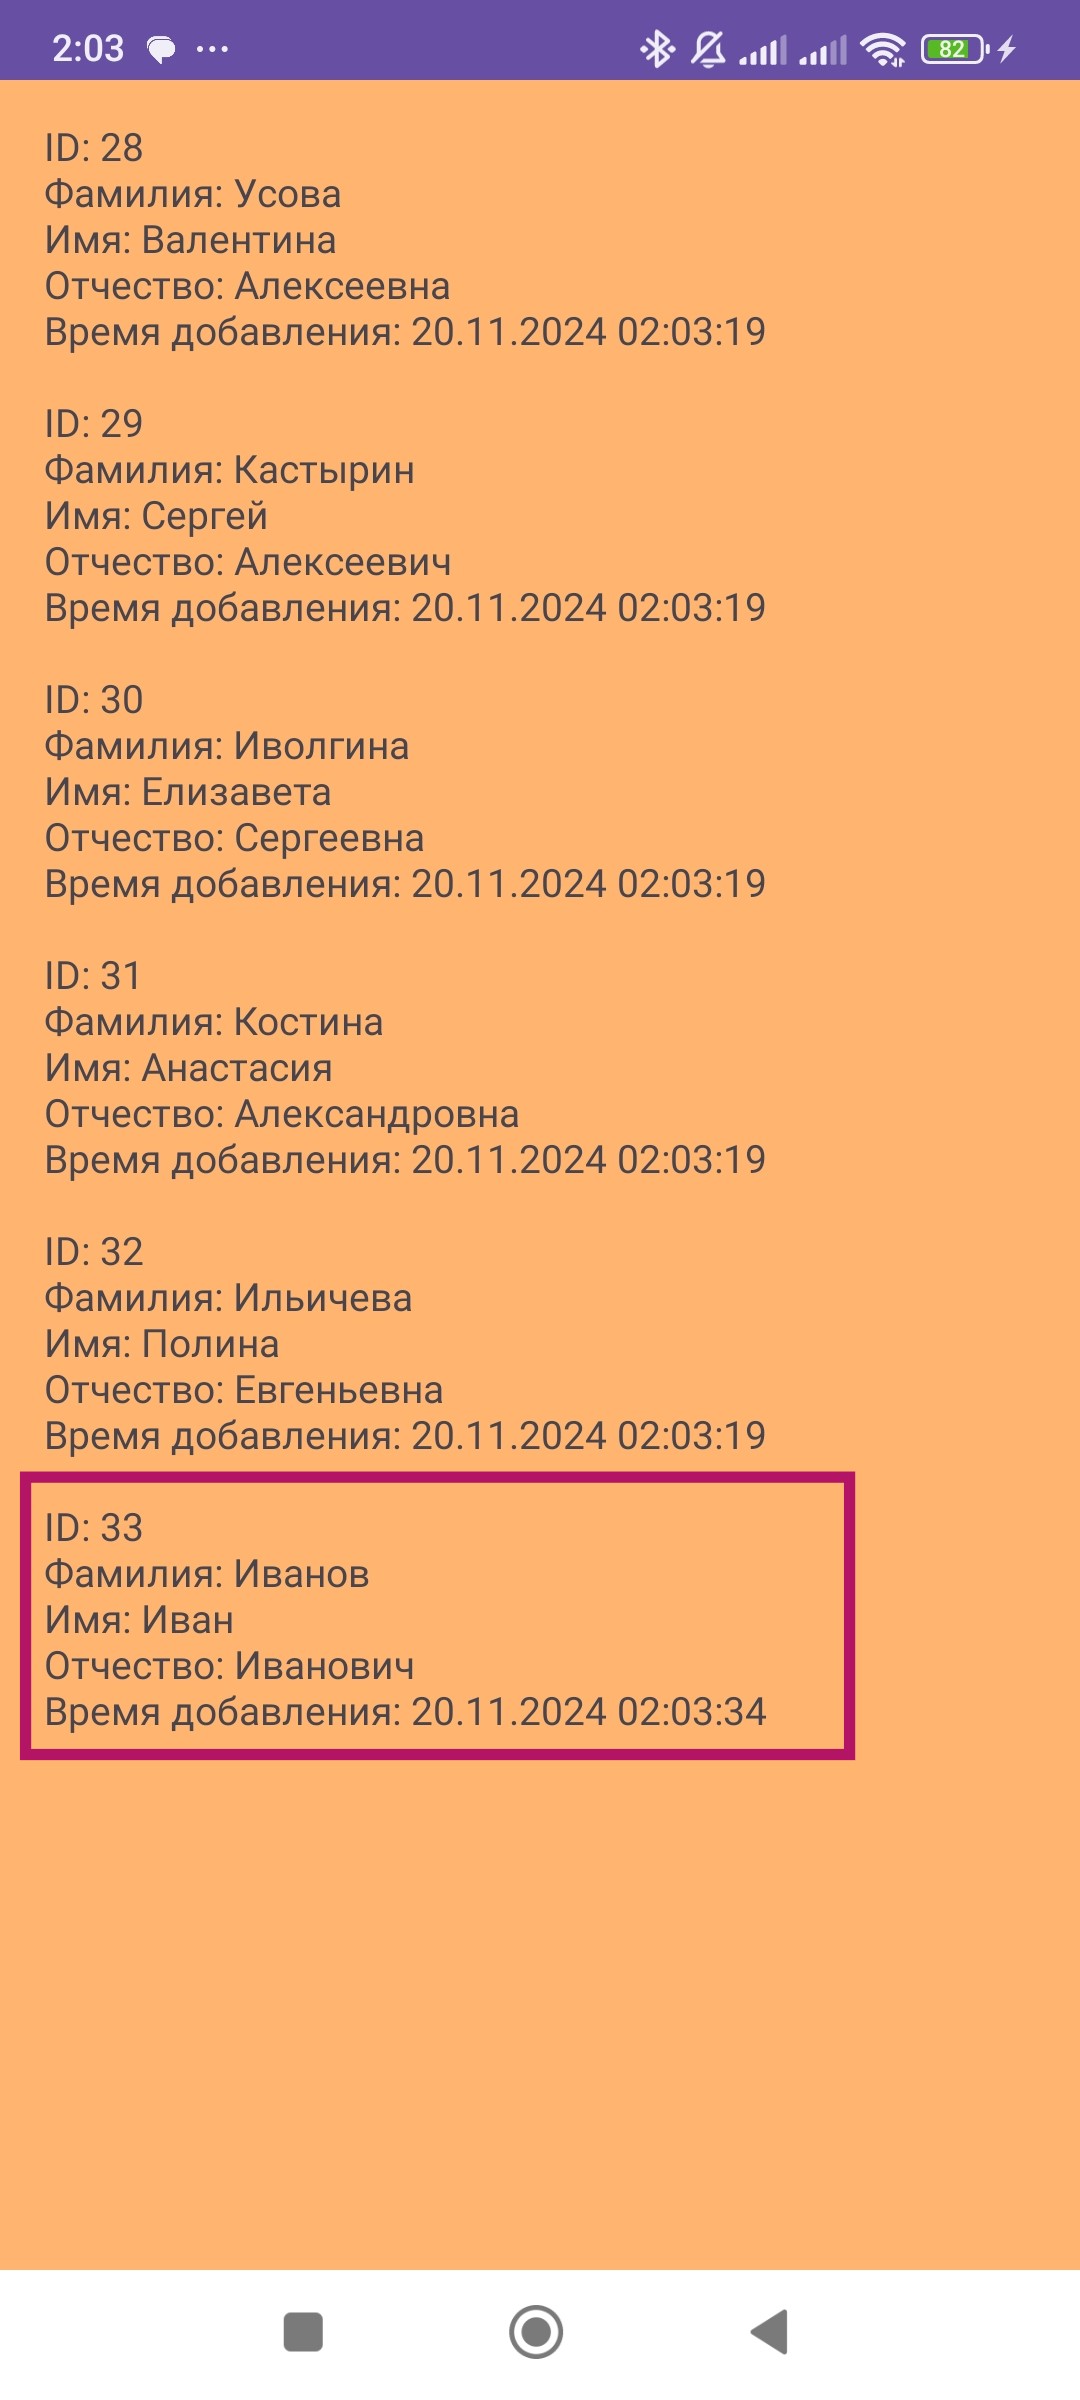 2:03
82
ID: 28
Фамилия: Усова
Имя: Валентина
Отчество: Алексеевна
Время добавления: 20.11.2024 02:03:19
ID: 29
Фамилия: Кастырин
Имя: Сергей
Отчество: Алексеевич
Время добавления: 20.11.2024 02:03:19
ID: 30
Фамилия: Иволгина
Имя: Елизавета
Отчество: Сергеевна
Время добавления: 20.11.2024 02:03:19
ID: 31
Фамилия: Костина
Имя: Анастасия
Отчество: Александровна
Время добавления: 20.11.2024 02:03:19
ID: 32
Фамилия: Ильичева
Имя: Полина
Отчество: Евгеньевна
Время добавления: 20.11.2024 02:03:19
ID: 33
Фамилия: Иванов
Имя: Иван
Отчество: Иванович
Время добавления: 20.11.2024 02:03:34